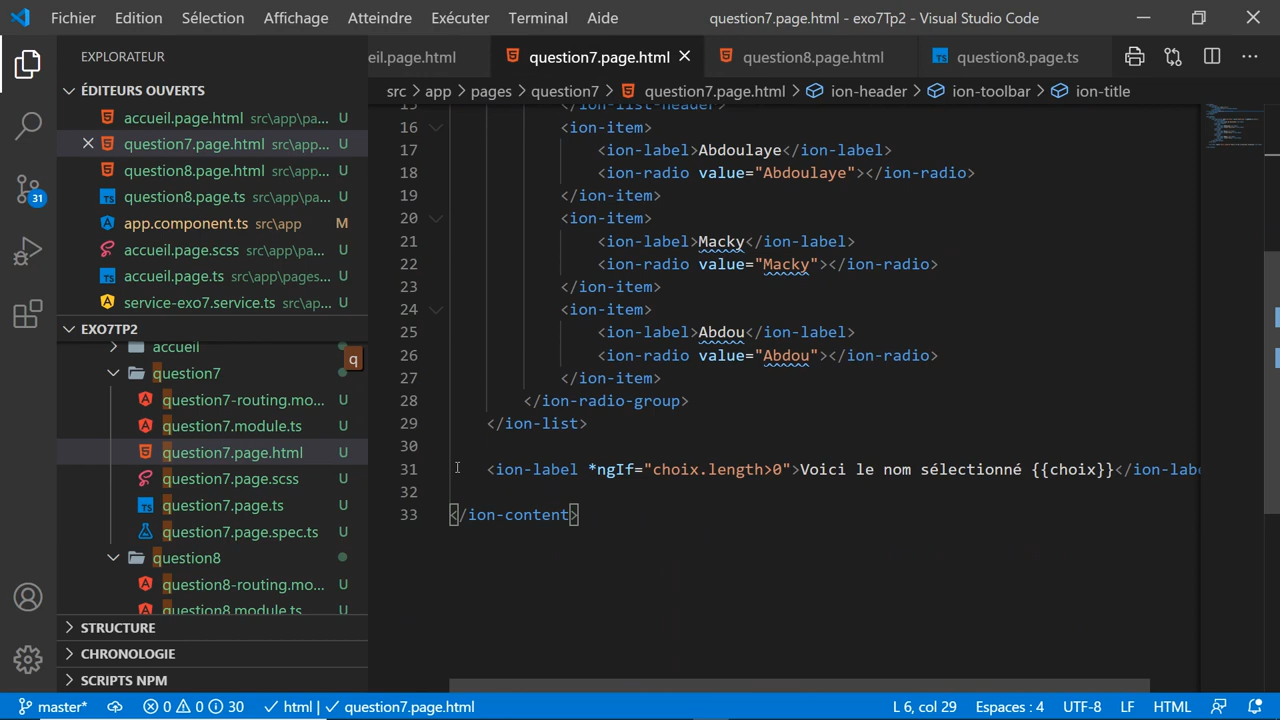 Fichier Edition Sélection Affichage Atteindre Exécuter Terminal Aide question7.page.html - exo7Tp2 - Visual Studio Code
EXPLORATEUR
eil.page.html question7.page.html question8.page.html question8.page.ts
src app pages question7 question7.page.html ion-header ion-toolbar ion-title
ÉDITEURS OUVERTS
accueil.page.html src\app\pa... U
question7.page.html src\app... U
question8.page.html src\app... U
question8.page.ts src\app\pa... U
app.component.ts src\app M
accueil.page.scss src\app\pa... U
accueil.page.ts src\app\pages... U
service-exo7.service.ts src\ap... U
31
EXO7TP2
accueil
q
question7
question7-routing.mo... U
question7.module.ts U
question7.page.html U
question7.page.scss U
question7.page.ts U
question7.page.spec.ts U
question8
question8-routing.mo... U
question8.module.ts U
STRUCTURE
CHRONOLOGIE
SCRIPTS NPM
15 </ion-list-header>
16 <ion-item>
17 <ion-label>Abdoulaye</ion-label>
18 <ion-radio value="Abdoulaye"></ion-radio>
19 </ion-item>
20 <ion-item>
21 <ion-label>Macky</ion-label>
22 <ion-radio value="Macky"></ion-radio>
23 </ion-item>
24 <ion-item>
25 <ion-label>Abdou</ion-label>
26 <ion-radio value="Abdou"></ion-radio>
27 </ion-item>
28 </ion-radio-group>
29 </ion-list>
30
31 <ion-label *ngIf="choix.length>0">Voici le nom sélectionné {{choix}}</ion-labe
32
33 </ion-content>
master* 0 0 30 html question7.page.html L 6, col 29 Espaces : 4 UTF-8 LF HTML